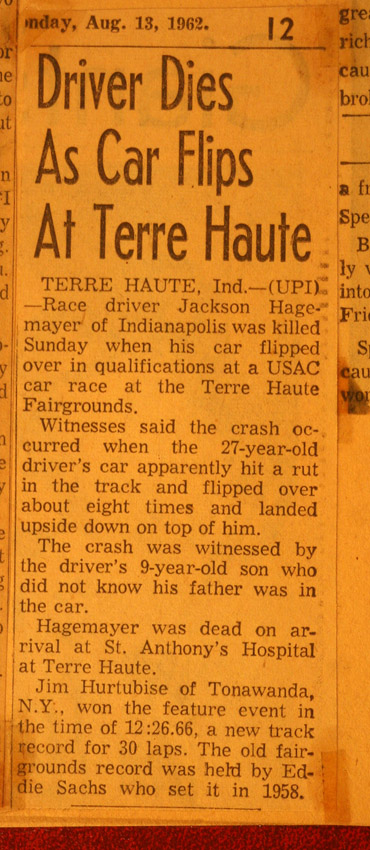 nday, Aug. 13, 1962. 12
Driver Dies
As Car Flips
At Terre Haute
TERRE HAUTE, Ind.—(UPI)
—Race driver Jackson Hage-
mayer of Indianapolis was killed
Sunday when his car flipped
over in qualifications at a USAC
car race at the Terre Haute
Fairgrounds.
Witnesses said the crash oc-
curred when the 27-year-old
driver's car apparently hit a rut
in the track and flipped over
about eight times and landed
upside down on top of him.
The crash was witnessed by
the driver's 9-year-old son who
did not know his father was in
the car.
Hagemayer was dead on ar-
rival at St. Anthony's Hospital
at Terre Haute.
Jim Hurtubise of Tonawanda,
N.Y., won the feature event in
the time of 12:26.66, a new track
record for 30 laps. The old fair-
grounds record was held by Ed-
die Sachs who set it in 1958.